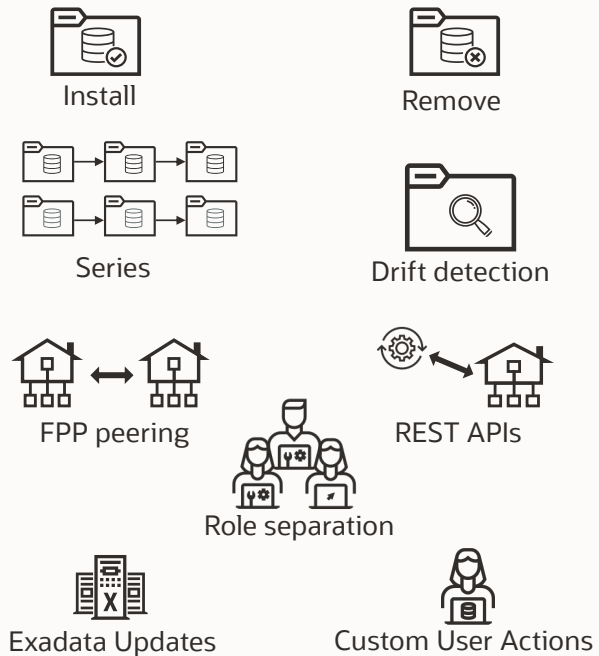 Install
Remove
Series
Drift detection
FPP peering
REST APIs
Role separation
X
Exadata Updates
Custom User Actions